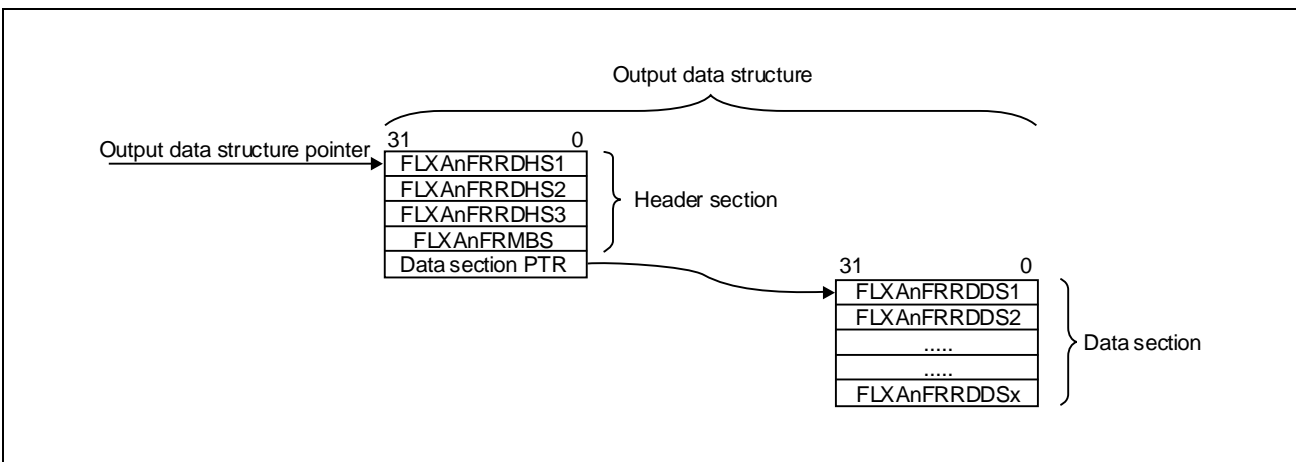 Output data structure
Output data structure pointer
31 0
FLXAnFRRDHS1
FLXAnFRRDHS2
FLXAnFRRDHS3
FLXAnFRMBS
Data section PTR
Header section
31 0
FLXAnFRRDDS1
FLXAnFRRDDS2
.....
.....
FLXAnFRRDDSx
Data section